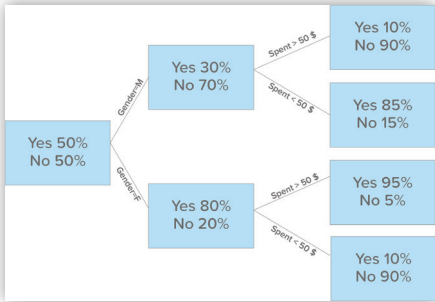 Yes 50%
No 50%
Gender=M
Gender=F
Yes 30%
No 70%
Yes 80%
No 20%
Spent > 50 $
Spent < 50 $
Spent > 50 $
Spent < 50 $
Yes 10%
No 90%
Yes 85%
No 15%
Yes 95%
No 5%
Yes 10%
No 90%